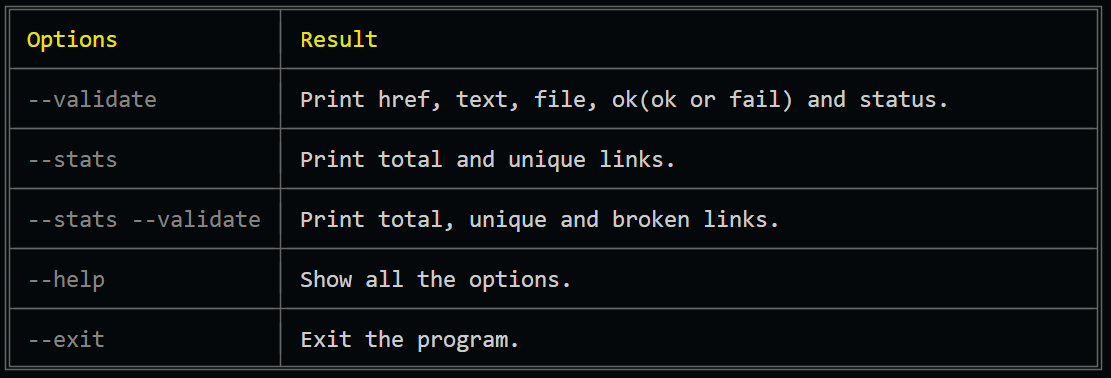 Options Result
--validate Print href, text, file, ok(ok or fail) and status.
--stats Print total and unique links.
--stats --validate Print total, unique and broken links.
--help Show all the options.
--exit Exit the program.